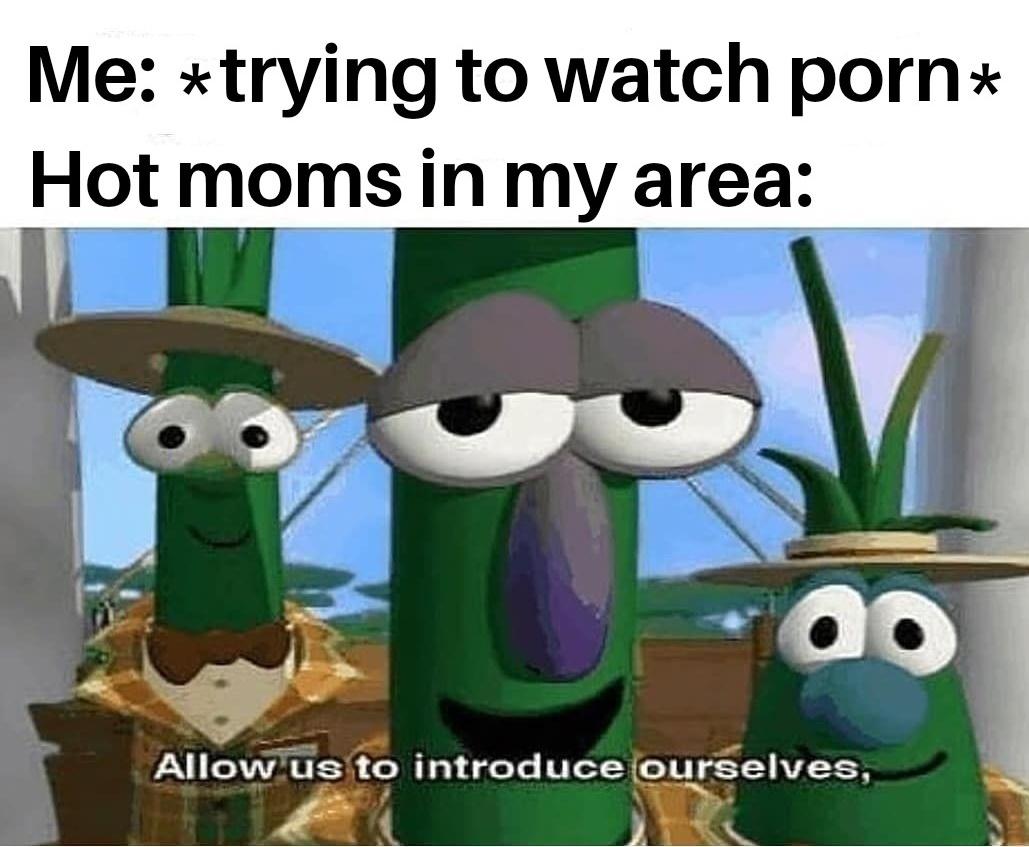 Me: *trying to watch porn*
Hot moms in my area:
Allow us to introduce ourselves,